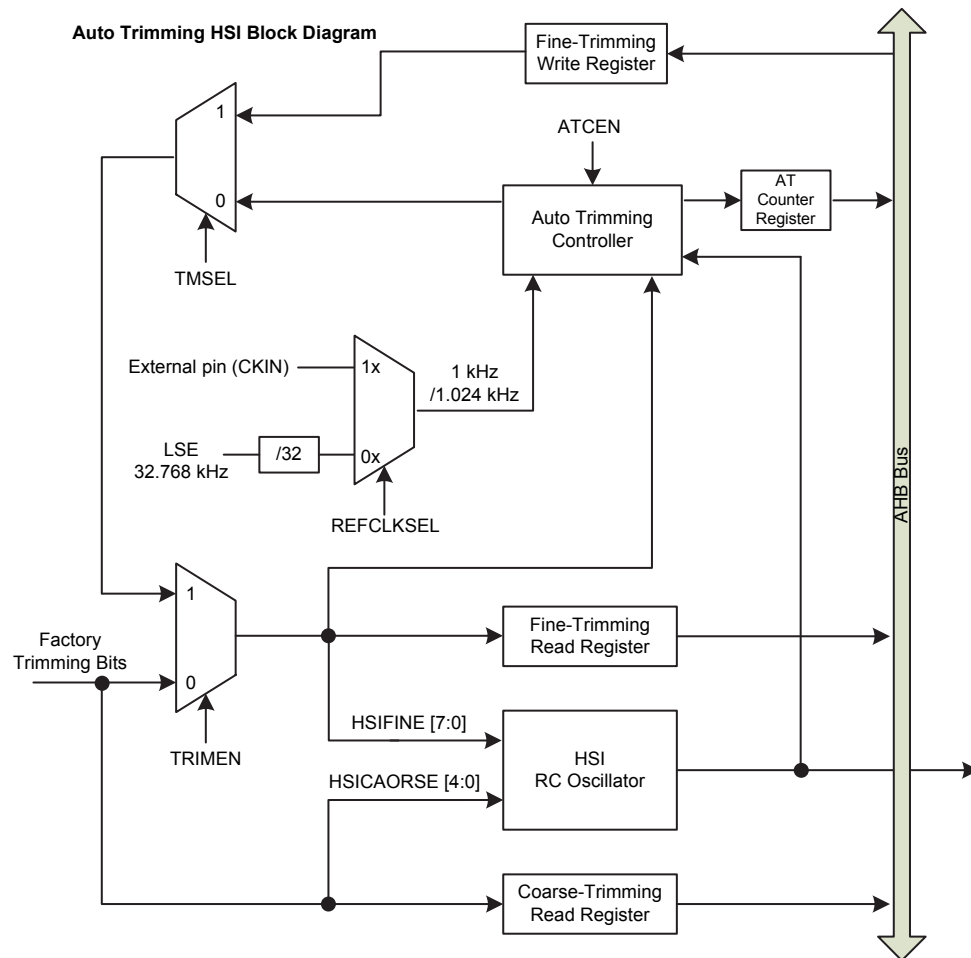 Auto Trimming HSI Block Diagram
Fine-Trimming
Write Register
1
ATCEN
0
Auto Trimming
Controller
AT
Counter
Register
TMSEL
External pin (CKIN)
1x
1 kHz
/1.024 kHz
LSE
32.768 kHz
/32
0x
REFCLKSEL
AHB Bus
1
Factory
Trimming Bits
0
Fine-Trimming
Read Register
TRIMEN
HSIFINE [7:0]
HSICAORSE [4:0]
HSI
RC Oscillator
Coarse-Trimming
Read Register